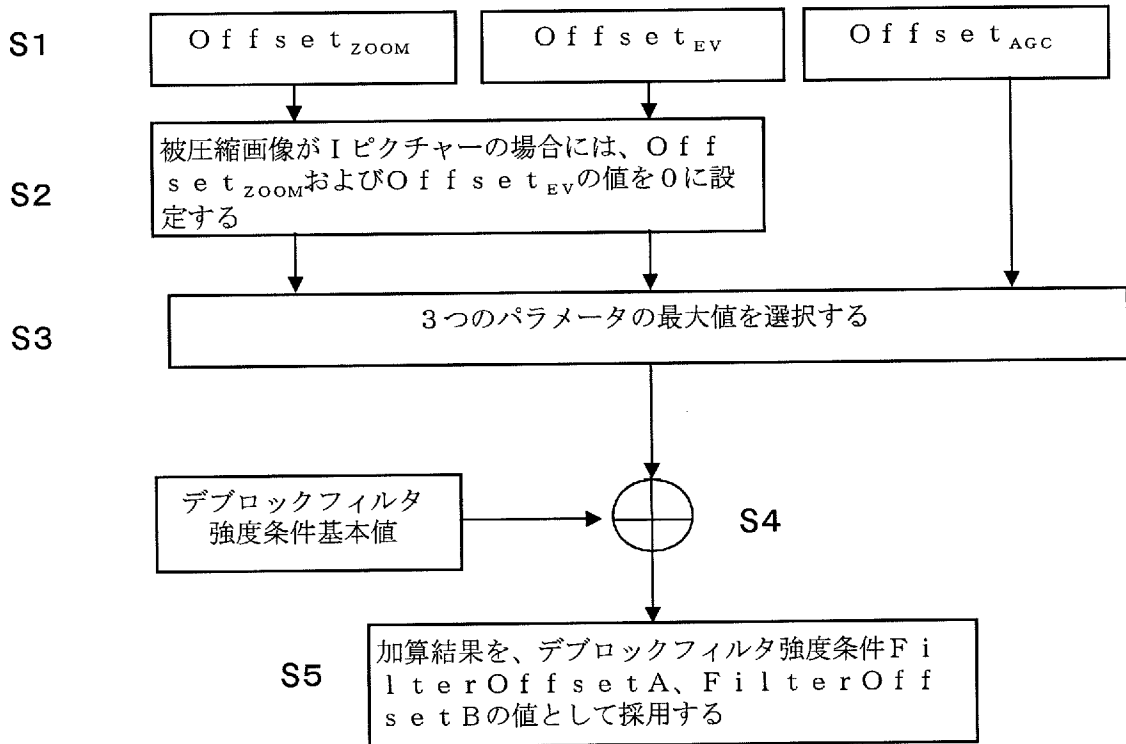 S1
Ｏｆｆｓｅｔ_ZOOM
Ｏｆｆｓｅｔ_EV
Ｏｆｆｓｅｔ_AGC
S2
被圧縮画像がＩピクチャーの場合には、Ｏｆｆ
ｓｅｔ_ZOOMおよびＯｆｆｓｅｔ_EVの値を０に設
定する
S3
３つのパラメータの最大値を選択する
デブロックフィルタ
強度条件基本値
S4
S5
加算結果を、デブロックフィルタ強度条件Ｆｉ
ｌｔｅｒＯｆｆｓｅｔＡ、ＦｉｌｔｅｒＯｆｆ
ｓｅｔＢの値として採用する